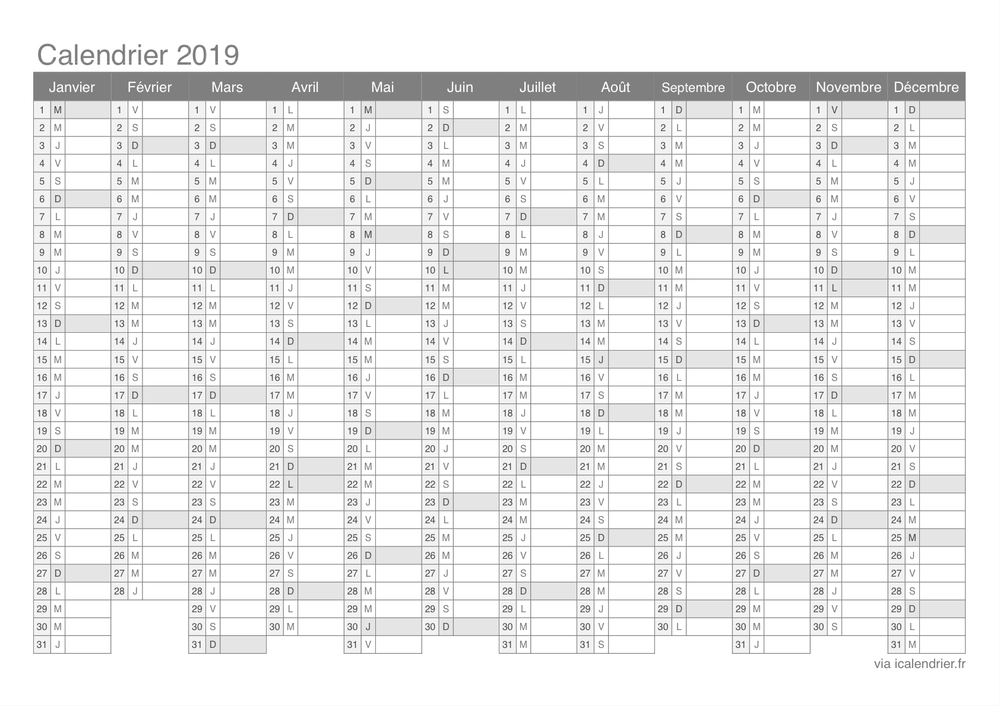 Calendrier 2019
Janvier Février Mars Avril Mai Juin Juillet Août Septembre Octobre Novembre Décembre
1 M 1 V 1 V 1 L 1 M 1 S 1 L 1 J 1 D 1 M 1 V 1 D
2 M 2 S 2 S 2 M 2 J 2 D 2 M 2 V 2 L 2 M 2 S 2 L
3 J 3 D 3 D 3 M 3 V 3 L 3 M 3 S 3 M 3 J 3 D 3 M
4 V 4 L 4 L 4 J 4 S 4 M 4 J 4 D 4 M 4 V 4 L 4 M
5 S 5 M 5 M 5 V 5 D 5 M 5 V 5 L 5 J 5 S 5 M 5 J
6 D 6 M 6 M 6 S 6 L 6 J 6 S 6 M 6 V 6 D 6 M 6 V
7 L 7 J 7 J 7 D 7 M 7 V 7 D 7 M 7 S 7 L 7 J 7 S
8 M 8 V 8 V 8 L 8 M 8 S 8 L 8 J 8 D 8 M 8 V 8 D
9 M 9 S 9 S 9 M 9 J 9 D 9 M 9 V 9 L 9 M 9 S 9 L
10 J 10 D 10 D 10 M 10 V 10 L 10 M 10 S 10 M 10 J 10 D 10 M
11 V 11 L 11 L 11 J 11 S 11 M 11 J 11 D 11 M 11 V 11 L 11 M
12 S 12 M 12 M 12 V 12 D 12 M 12 V 12 L 12 J 12 S 12 M 12 J
13 D 13 M 13 M 13 S 13 L 13 J 13 S 13 M 13 V 13 D 13 M 13 V
14 L 14 J 14 J 14 D 14 M 14 V 14 D 14 M 14 S 14 L 14 J 14 S
15 M 15 V 15 V 15 L 15 M 15 S 15 L 15 J 15 D 15 M 15 V 15 D
16 M 16 S 16 S 16 M 16 J 16 D 16 M 16 V 16 L 16 M 16 S 16 L
17 J 17 D 17 D 17 M 17 V 17 L 17 M 17 S 17 M 17 J 17 D 17 M
18 V 18 L 18 L 18 J 18 S 18 M 18 J 18 D 18 M 18 V 18 L 18 M
19 S 19 M 19 M 19 V 19 D 19 M 19 V 19 L 19 J 19 S 19 M 19 J
20 D 20 M 20 M 20 S 20 L 20 J 20 S 20 M 20 V 20 D 20 M 20 V
21 L 21 J 21 J 21 D 21 M 21 V 21 D 21 M 21 S 21 L 21 J 21 S
22 M 22 V 22 V 22 L 22 M 22 S 22 L 22 J 22 D 22 M 22 V 22 D
23 M 23 S 23 S 23 M 23 J 23 D 23 M 23 V 23 L 23 M 23 S 23 L
24 J 24 D 24 D 24 M 24 V 24 L 24 M 24 S 24 M 24 J 24 D 24 M
25 V 25 L 25 L 25 J 25 S 25 M 25 J 25 D 25 M 25 V 25 L 25 M
26 S 26 M 26 M 26 V 26 D 26 M 26 V 26 L 26 J 26 S 26 M 26 J
27 D 27 M 27 M 27 S 27 L 27 J 27 S 27 M 27 V 27 D 27 M 27 V
28 L 28 J 28 J 28 D 28 M 28 V 28 D 28 M 28 S 28 L 28 J 28 S
29 M 29 V 29 L 29 M 29 S 29 L 29 J 29 D 29 M 29 V 29 D
30 M 30 S 30 M 30 J 30 D 30 M 30 V 30 L 30 M 30 S 30 L
31 J 31 D 31 V 31 M 31 S 31 J 31 M
via icalendrier.fr